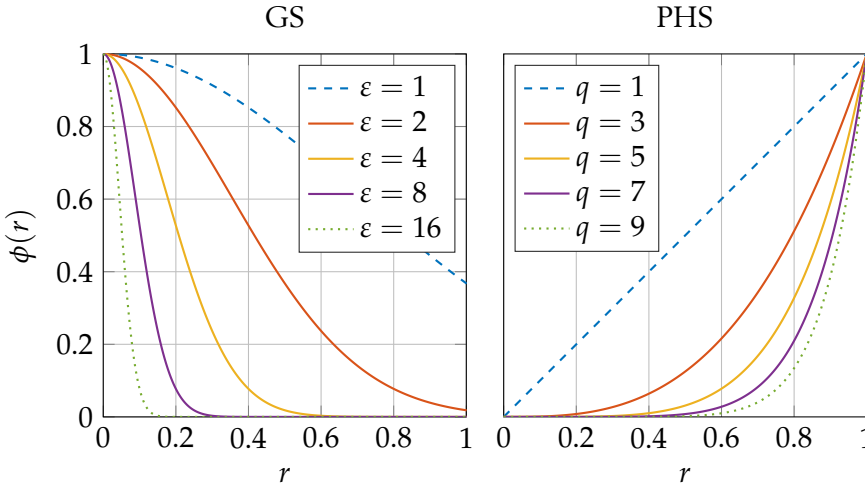 GS
PHS
ϕ(r)
1
0.8
0.6
0.4
0.2
0
ε = 1
ε = 2
ε = 4
ε = 8
ε = 16
q = 1
q = 3
q = 5
q = 7
q = 9
0 0.2 0.4 0.6 0.8 1
0 0.2 0.4 0.6 0.8 1
r
r